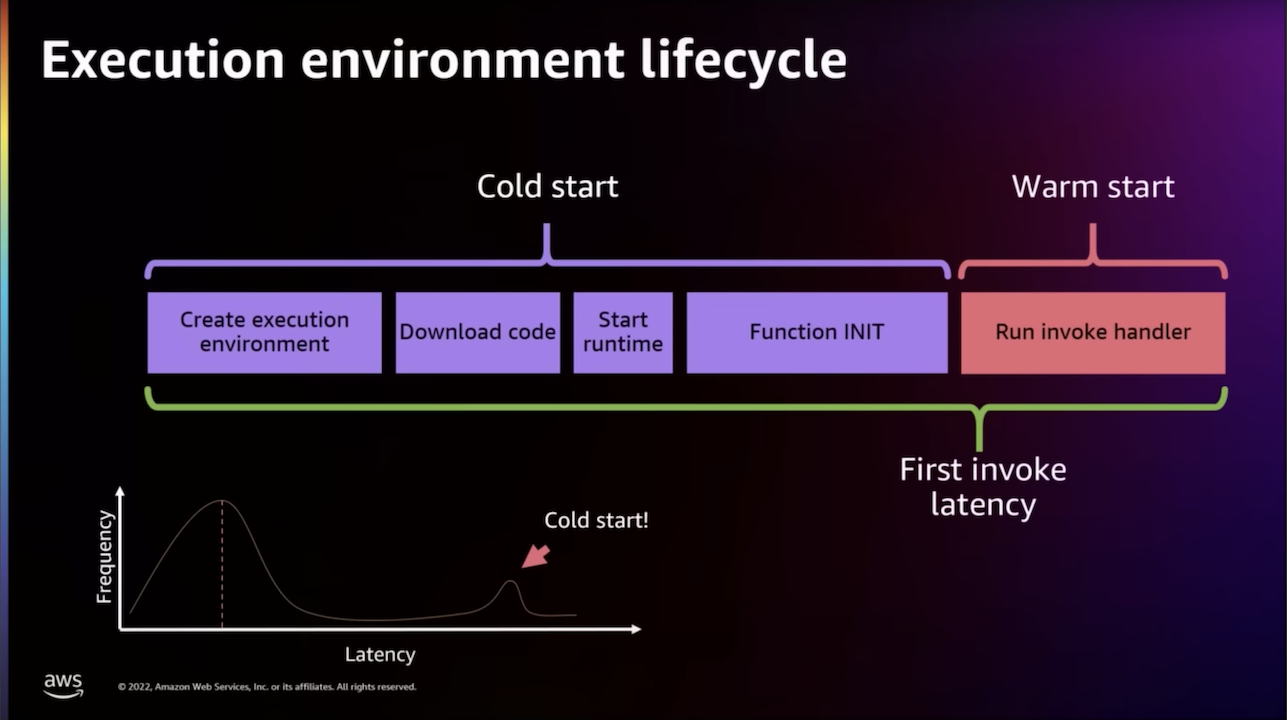 Execution environment lifecycle
Cold start
Warm start
Create execution
environment
Download code
Start
runtime
Function INIT
Run invoke handler
First invoke
latency
Frequency
Cold start!
Latency
aws
© 2022, Amazon Web Services, Inc. or its affiliates. All rights reserved.